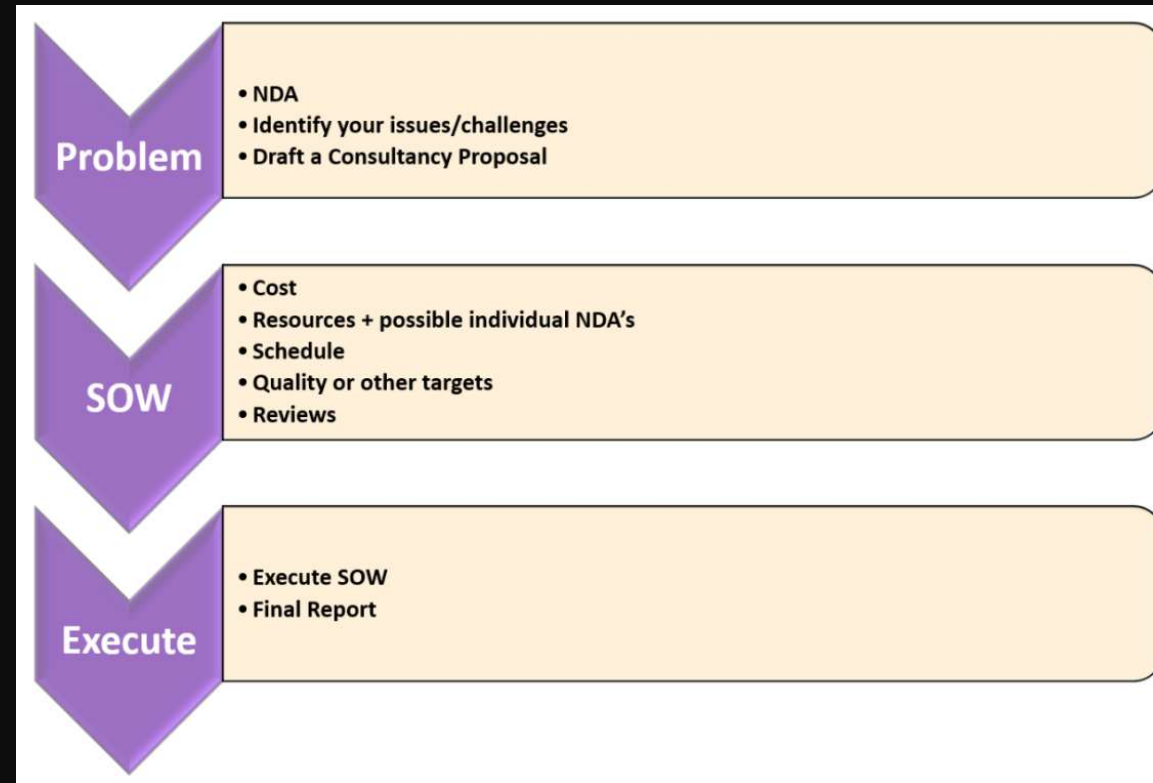 Problem
• NDA
• Identify your issues/challenges
• Draft a Consultancy Proposal
SOW
• Cost
• Resources + possible individual NDA's
• Schedule
• Quality or other targets
• Reviews
Execute
• Execute SOW
• Final Report